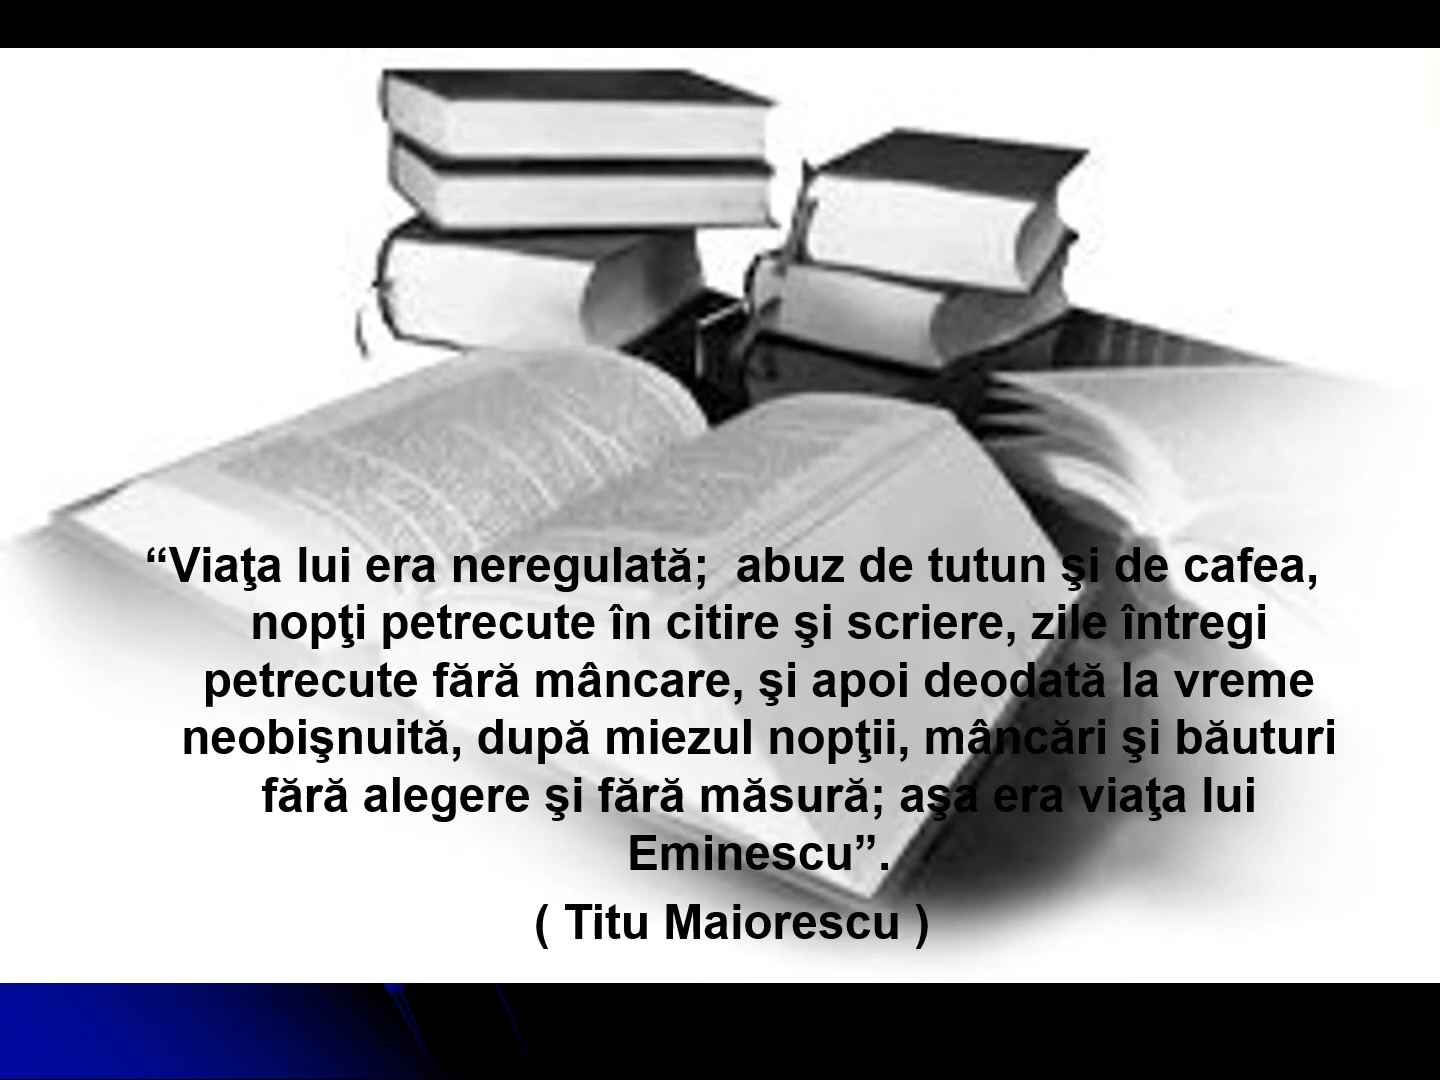 “Viaţa lui era neregulată;  abuz de tutun şi de cafea,
nopţi petrecute în citire şi scriere, zile întregi
petrecute fără mâncare, şi apoi deodată la vreme
neobişnuită, după miezul nopţii, mâncări şi băuturi
fără alegere şi fără măsură; aşa era viaţa lui
Eminescu”.
( Titu Maiorescu )